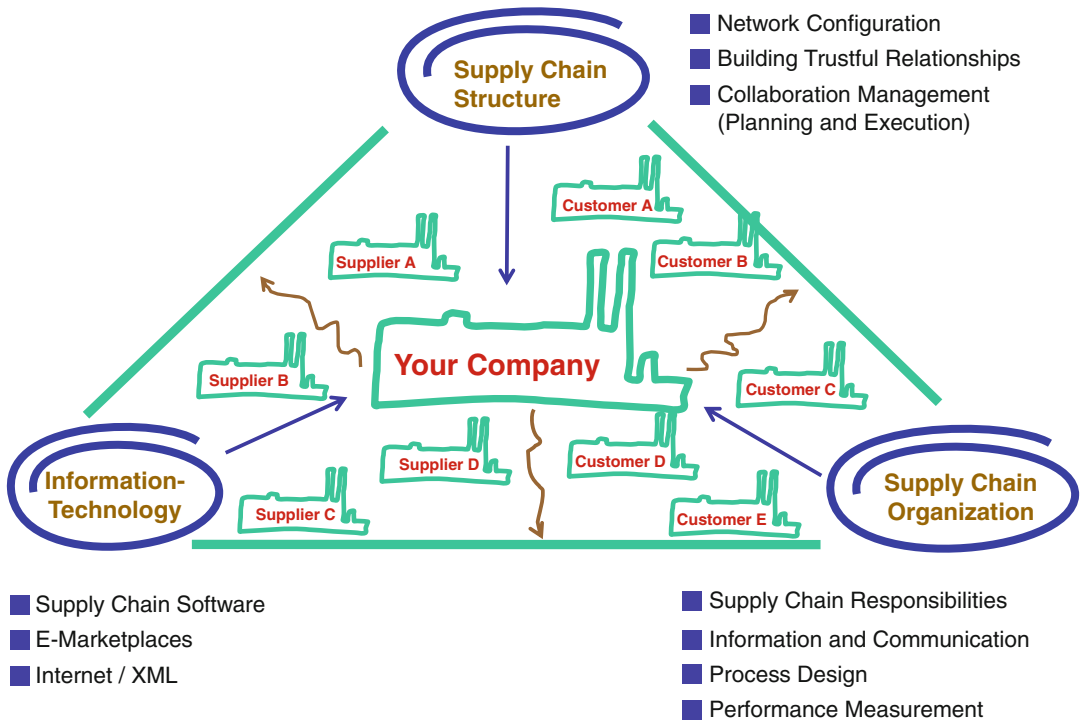 Supply Chain
Structure
Network Configuration
Building Trustful Relationships
Collaboration Management
(Planning and Execution)
Customer A
Supplier A
Customer B
Your Company
Supplier B
Customer C
Supplier D
Customer D
Supplier C
Customer E
Information-
Technology
Supply Chain
Organization
Supply Chain Software
E-Marketplaces
Internet / XML
Supply Chain Responsibilities
Information and Communication
Process Design
Performance Measurement